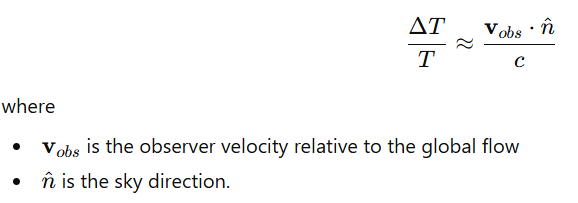 ΔT/T ≈ (v_obs · n̂)/c
where
• v_obs is the observer velocity relative to the global flow
• n̂ is the sky direction.